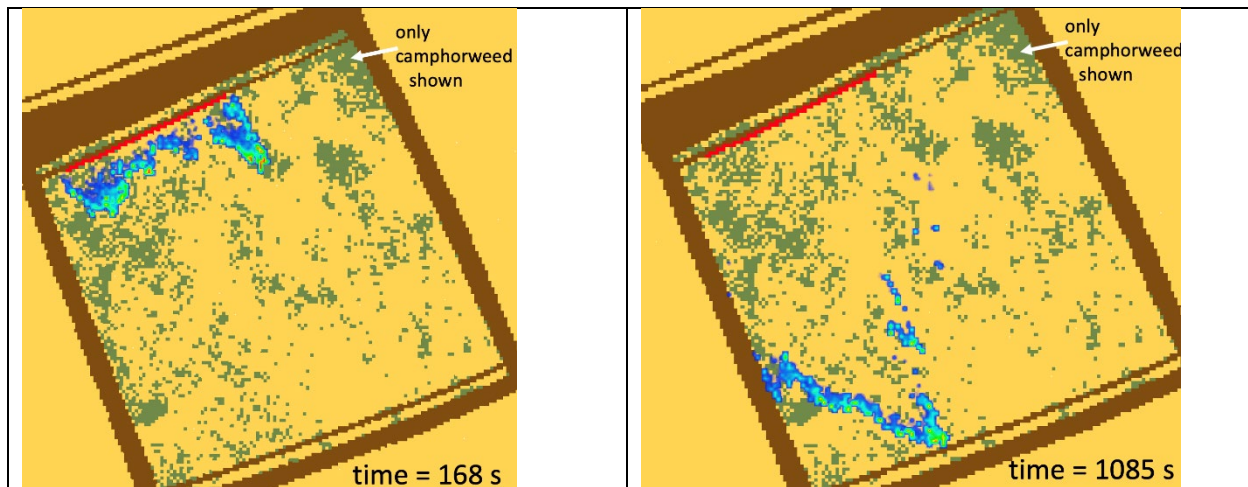 only
camphorweed
shown
time = 168 s
only
camphorweed
shown
time = 1085 s